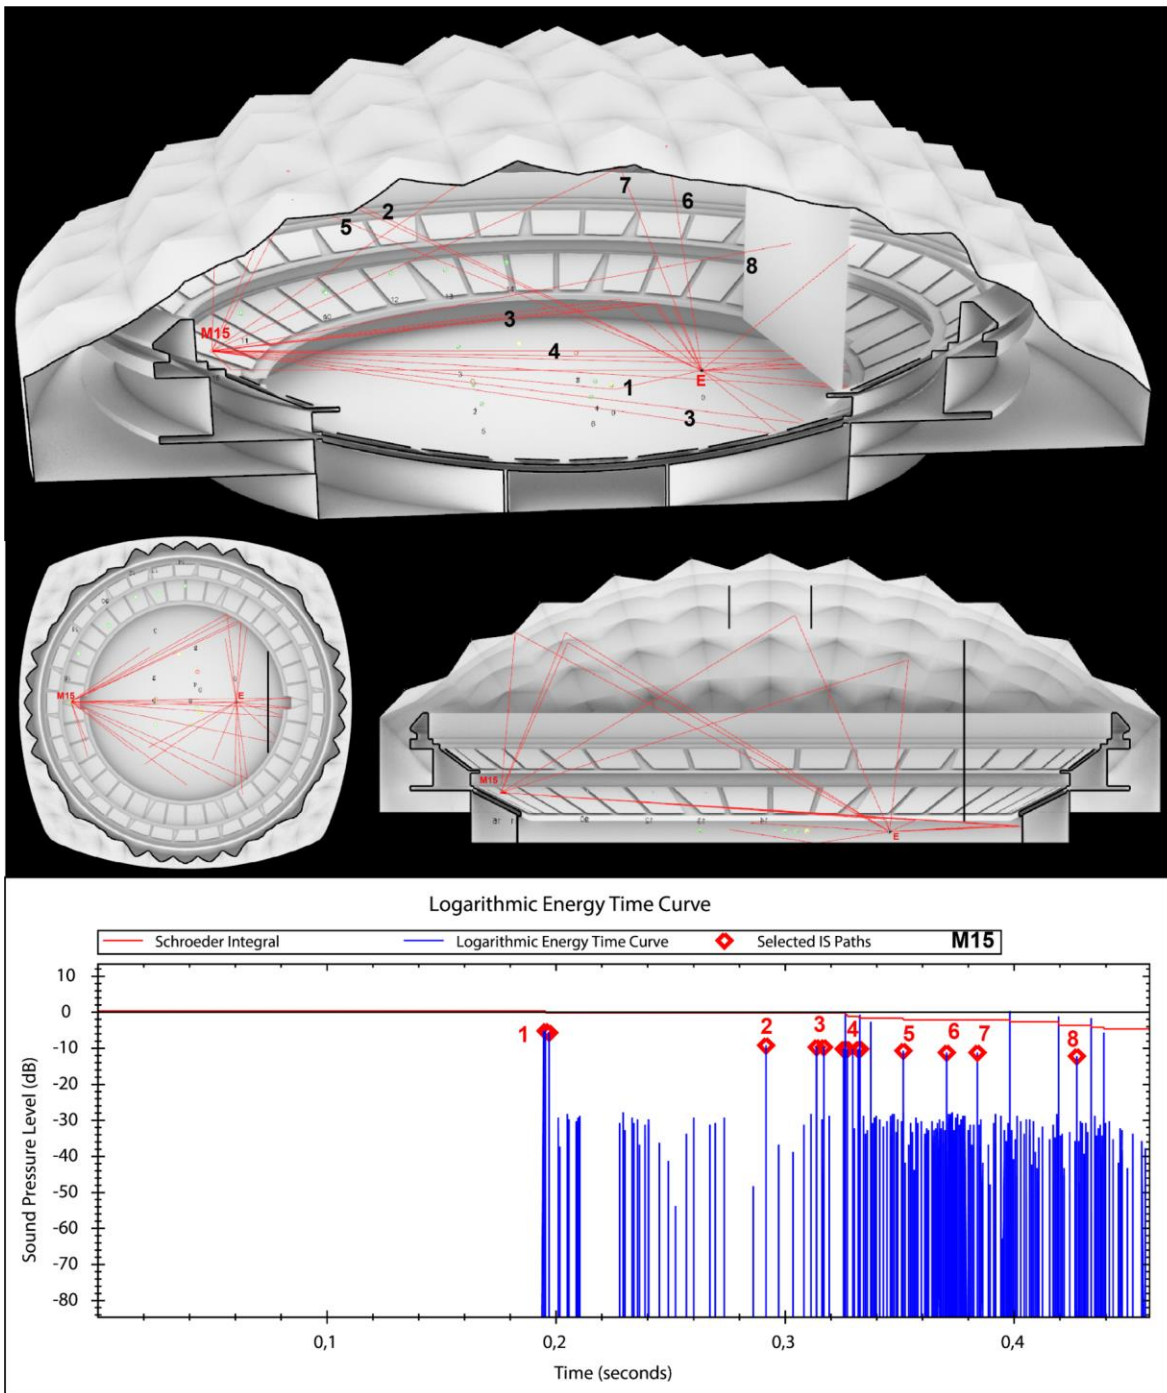 7
6
2
5
8
M15
3
4
E
1
3
M15
E
M15
E
Logarithmic Energy Time Curve
Schroeder Integral
Logarithmic Energy Time Curve
Selected IS Paths
M15
Sound Pressure Level (dB)
10
0
-10
-20
-30
-40
-50
-60
-70
-80
1
2
3
4
5
6
7
8
0,1
0,2
0,3
0,4
Time (seconds)